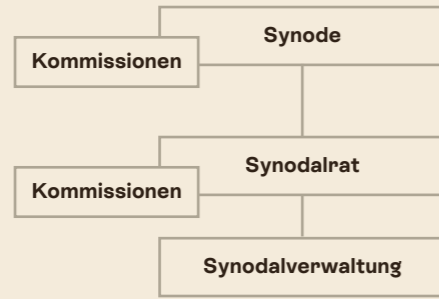 Synode
Kommissionen
Synodalrat
Kommissionen
Synodalverwaltung